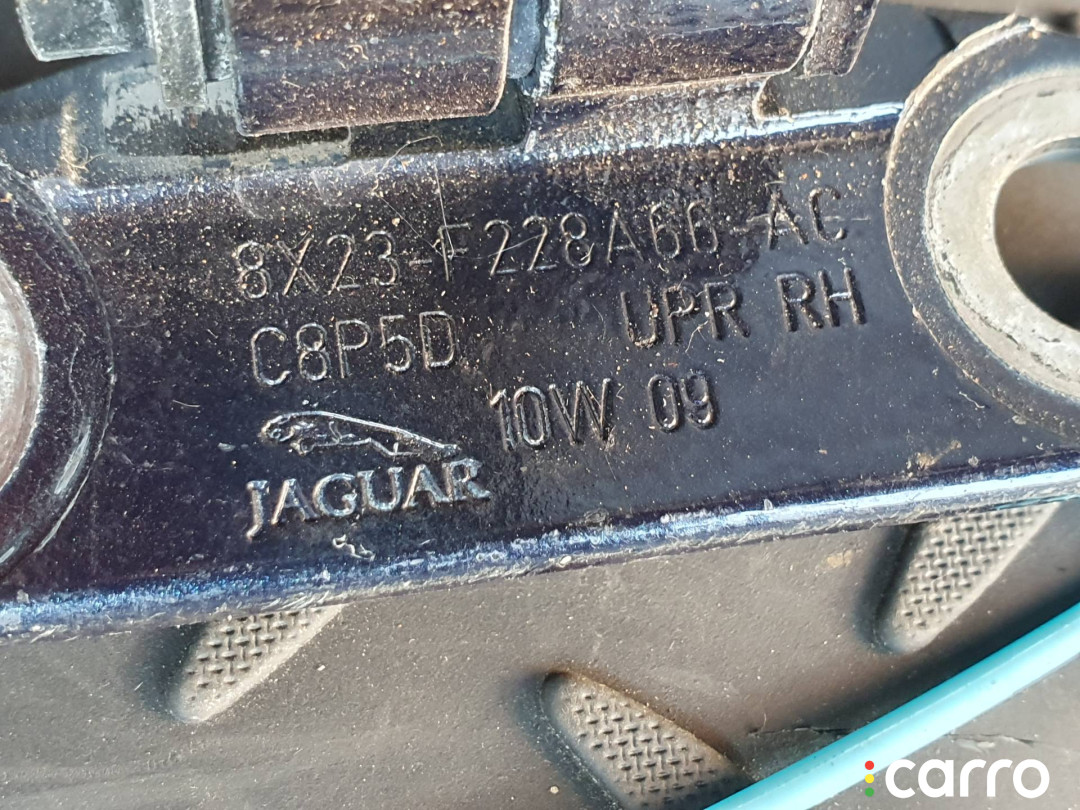 8X23-F228A66-AC
C8P5D UPR RH
10W 09
JAGUAR
carro